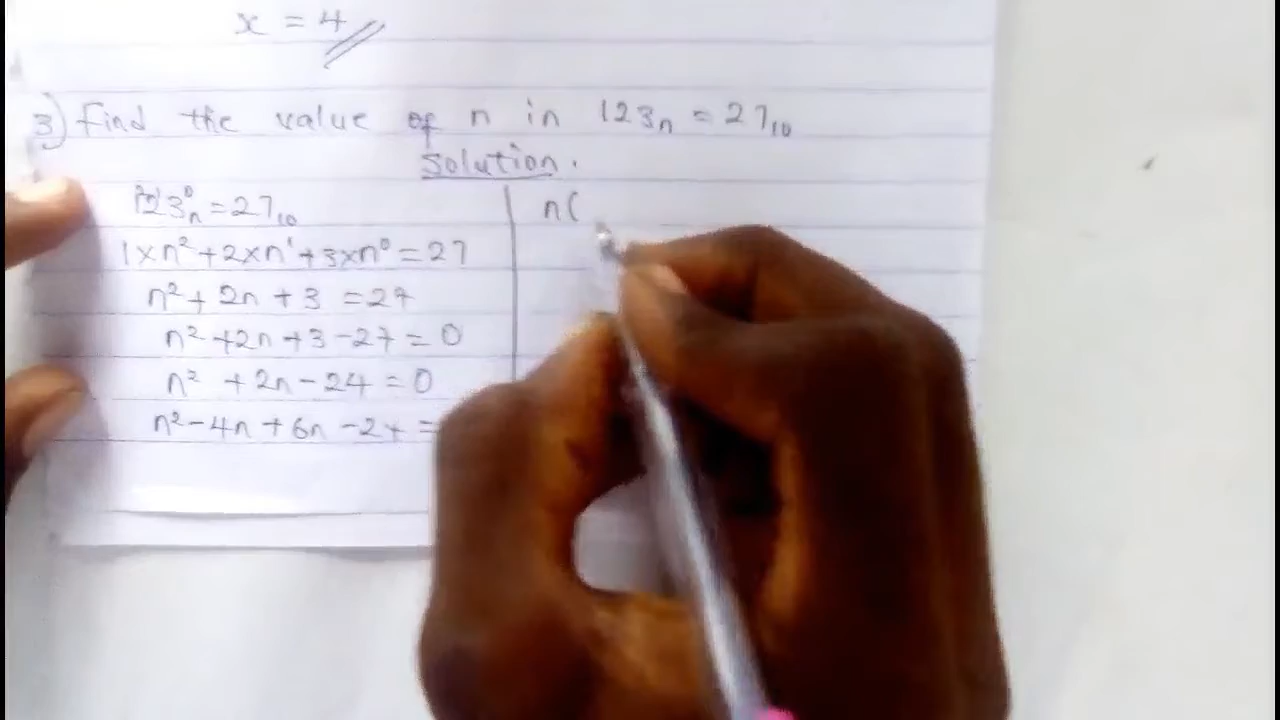 x = 4
3) Find the value of n in 123ₙ = 27₁₀
Solution.
1²2¹3⁰ₙ = 27₁₀
1×n² + 2×n¹ + 3×n⁰ = 27
n² + 2n + 3 = 27
n² + 2n + 3 - 27 = 0
n² + 2n - 24 = 0
n² - 4n + 6n - 24 =
n(